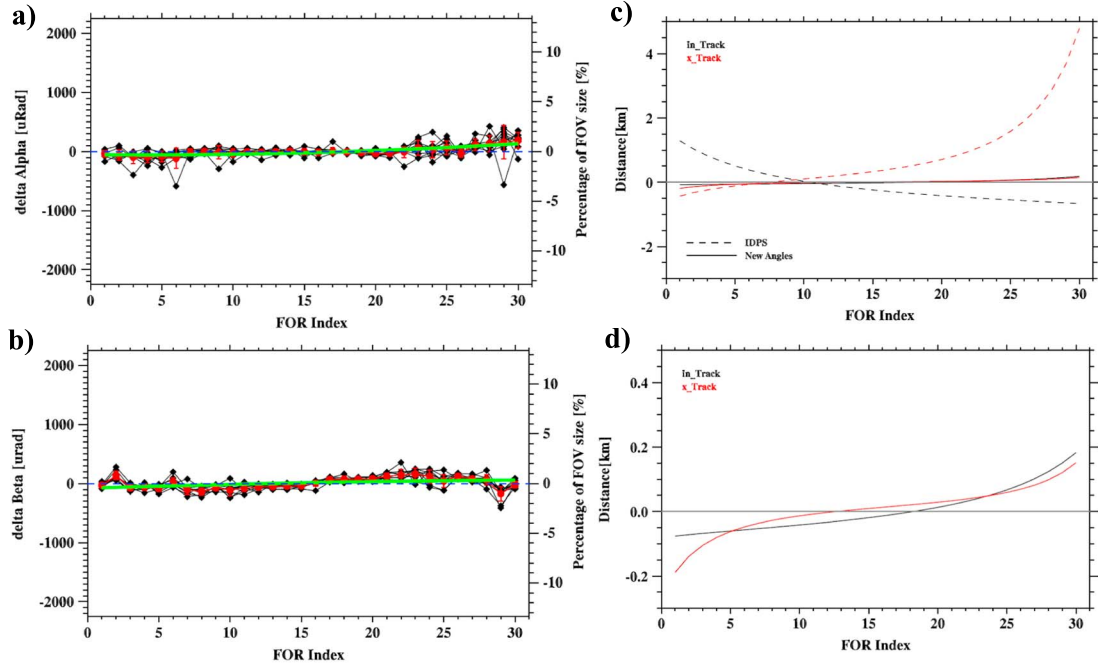 a)
2000
1000
0
-1000
-2000
delta Alpha [uRad]
10
5
0
-5
-10
Percentage of FOV size [%]
0 5 10 15 20 25 30
FOR Index
b)
2000
1000
0
-1000
-2000
delta Beta [urad]
10
5
0
-5
-10
Percentage of FOV size [%]
0 5 10 15 20 25 30
FOR Index
c)
In_Track
x_Track
4
2
0
-2
Distance[km]
IDPS
New Angles
0 5 10 15 20 25 30
FOR Index
d)
In_Track
x_Track
0.4
0.2
0.0
-0.2
Distance[km]
0 5 10 15 20 25 30
FOR Index